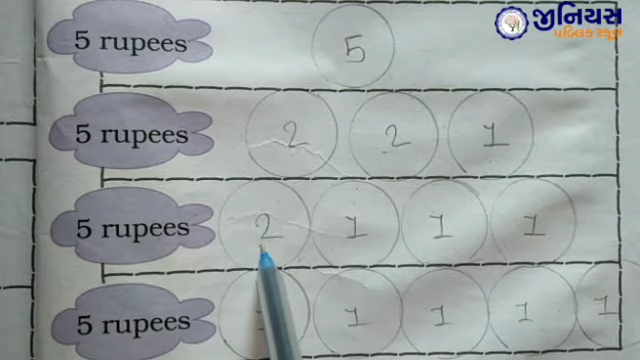 જીનિયસ
પબ્લિક સ્કૂલ
5 rupees 5
5 rupees 2 2 1
5 rupees 2 1 1 1
5 rupees 1 1 1 1